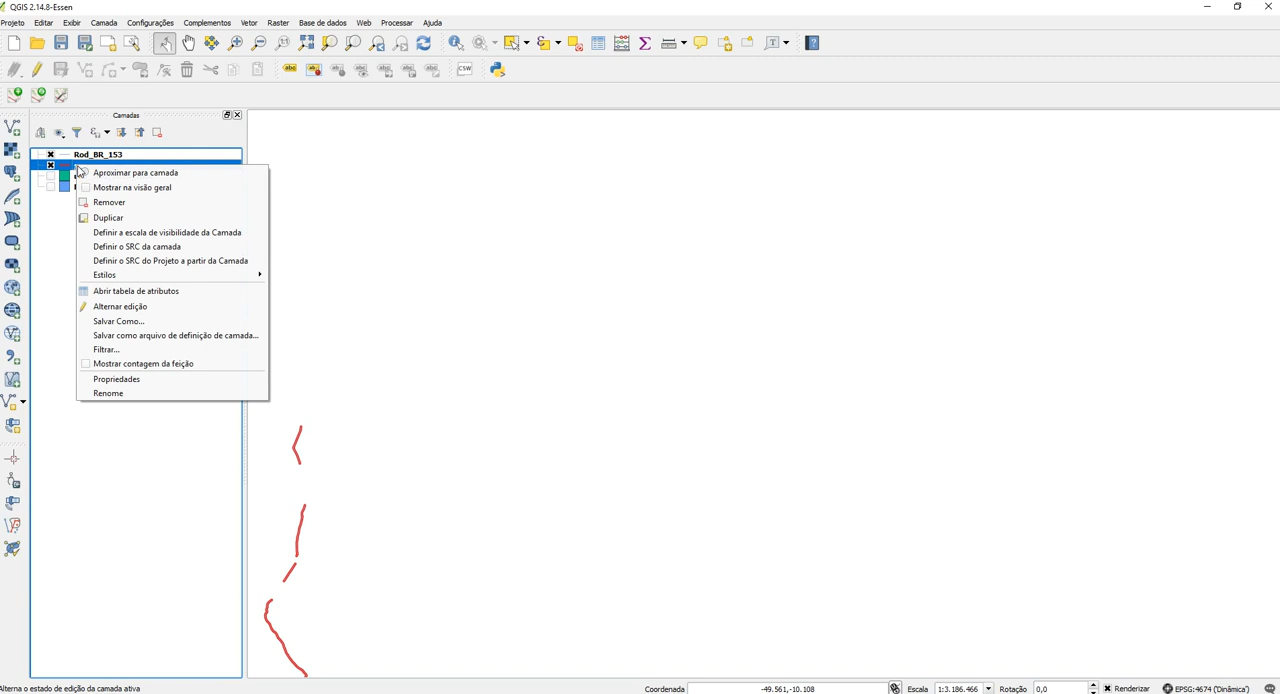 QGIS 2.14.8-Essen
Projeto Editar Exibir Camada Configurações Complementos Vetor Raster Base de dados Web Processar Ajuda
abc abc CSW
Camadas
Rod_BR_153
Aproximar para camada
Mostrar na visão geral
Remover
Duplicar
Definir a escala de visibilidade da Camada
Definir o SRC da camada
Definir o SRC do Projeto a partir da Camada
Estilos
Abrir tabela de atributos
Alternar edição
Salvar Como...
Salvar como arquivo de definição de camada...
Filtrar...
Mostrar contagem da feição
Propriedades
Renome
Alterna o estado de edição da camada ativa Coordenada -49.561,-10.108 Escala 1:3.186.466 Rotação 0,0 Renderizar EPSG:4674 ('Dinâmica')